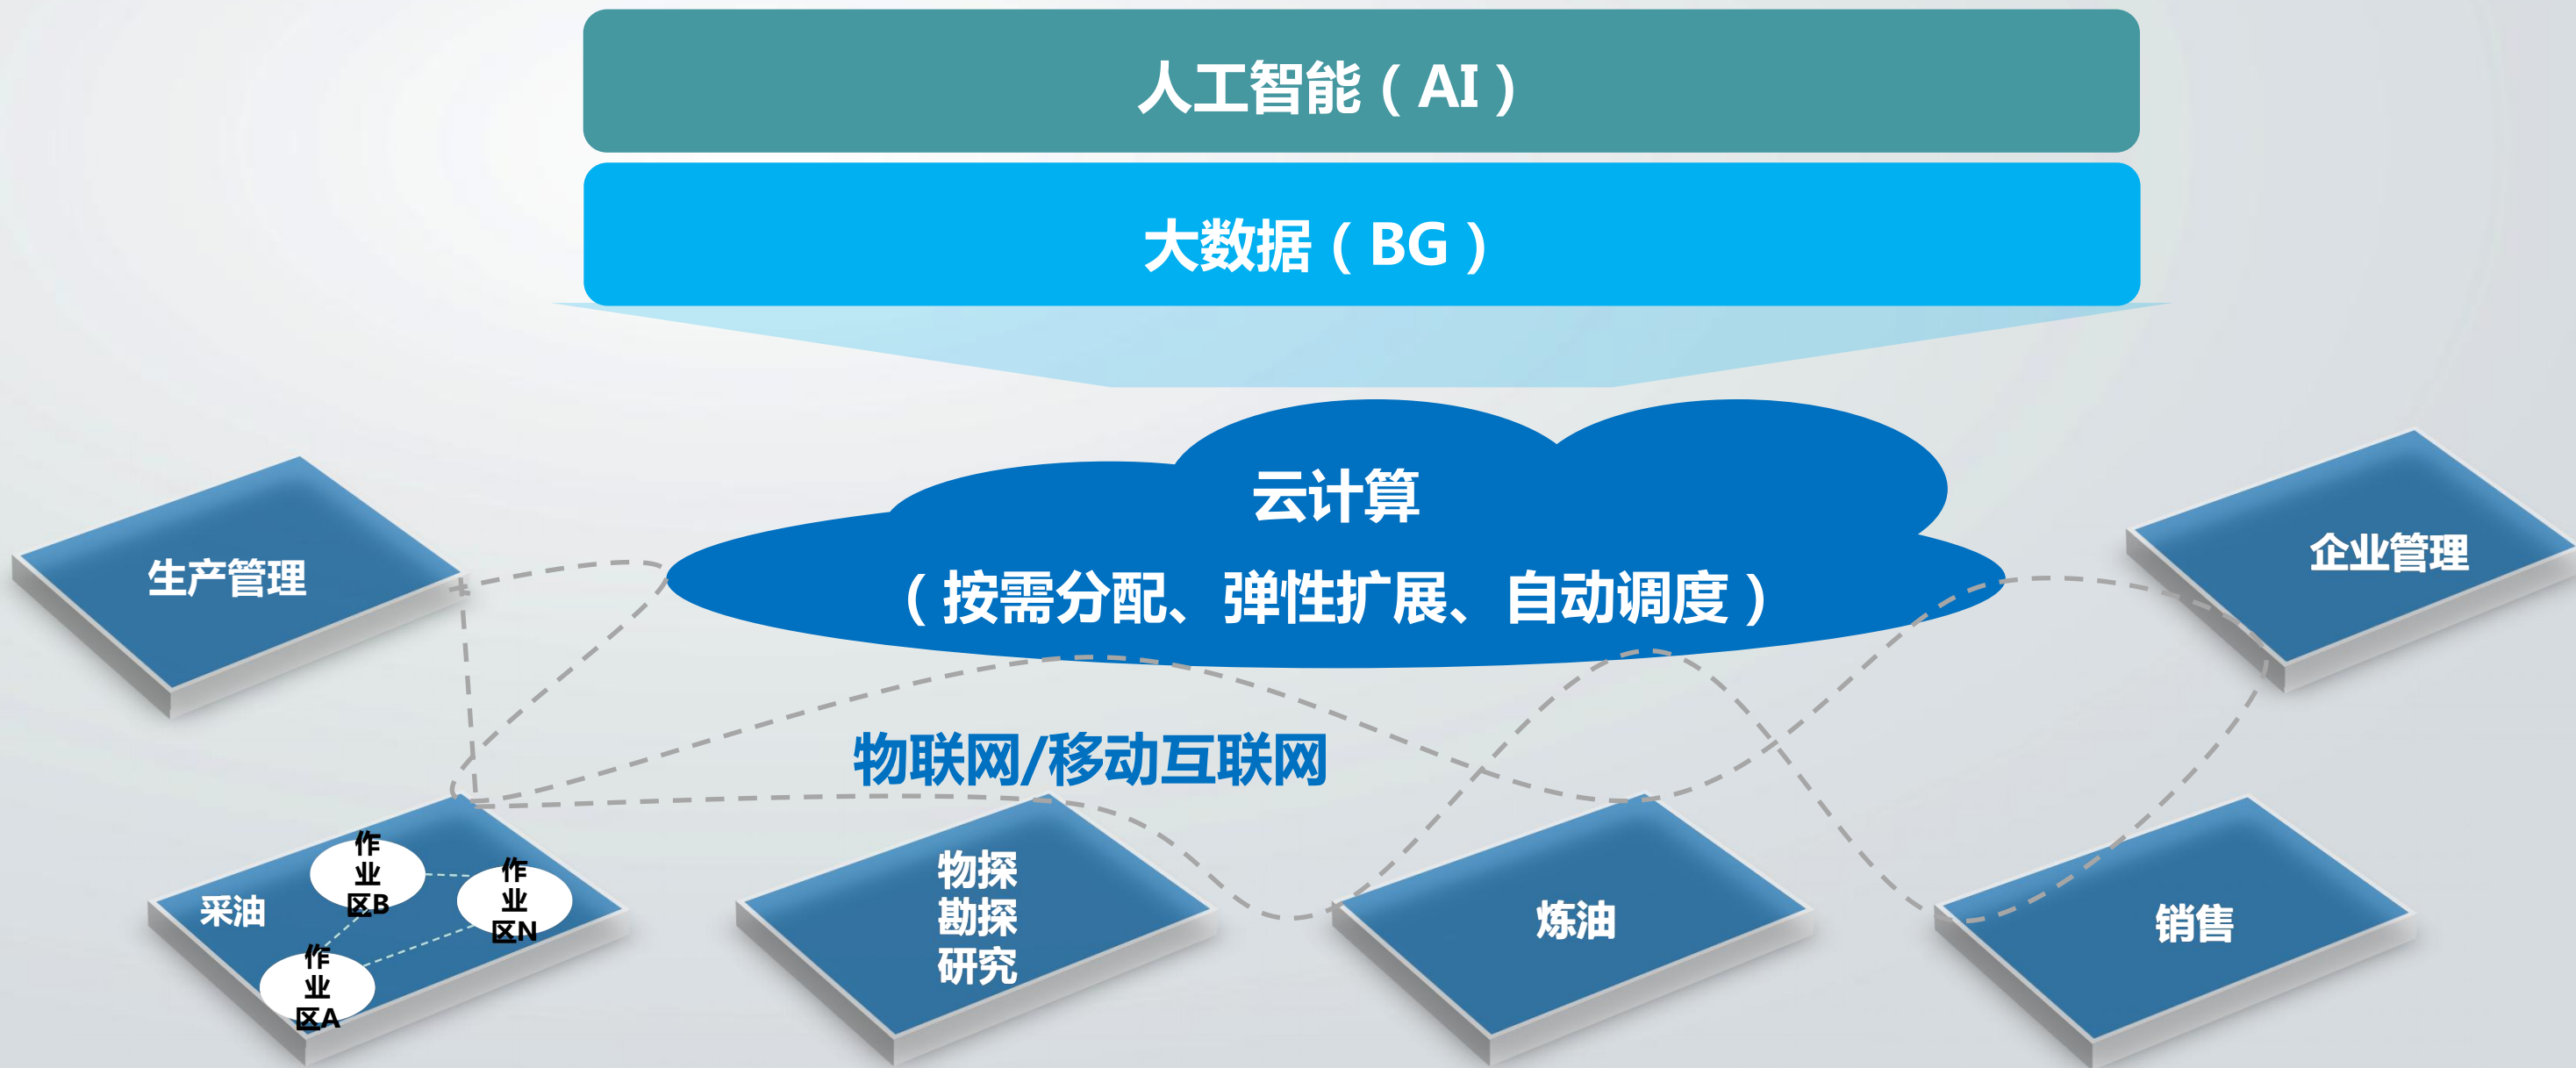 人工智能（AI）
大数据（BG）
云计算
（按需分配、弹性扩展、自动调度）
生产管理
企业管理
物联网/移动互联网
采油
作
业
区B
作
业
区N
作
业
区A
物探
勘探
研究
炼油
销售